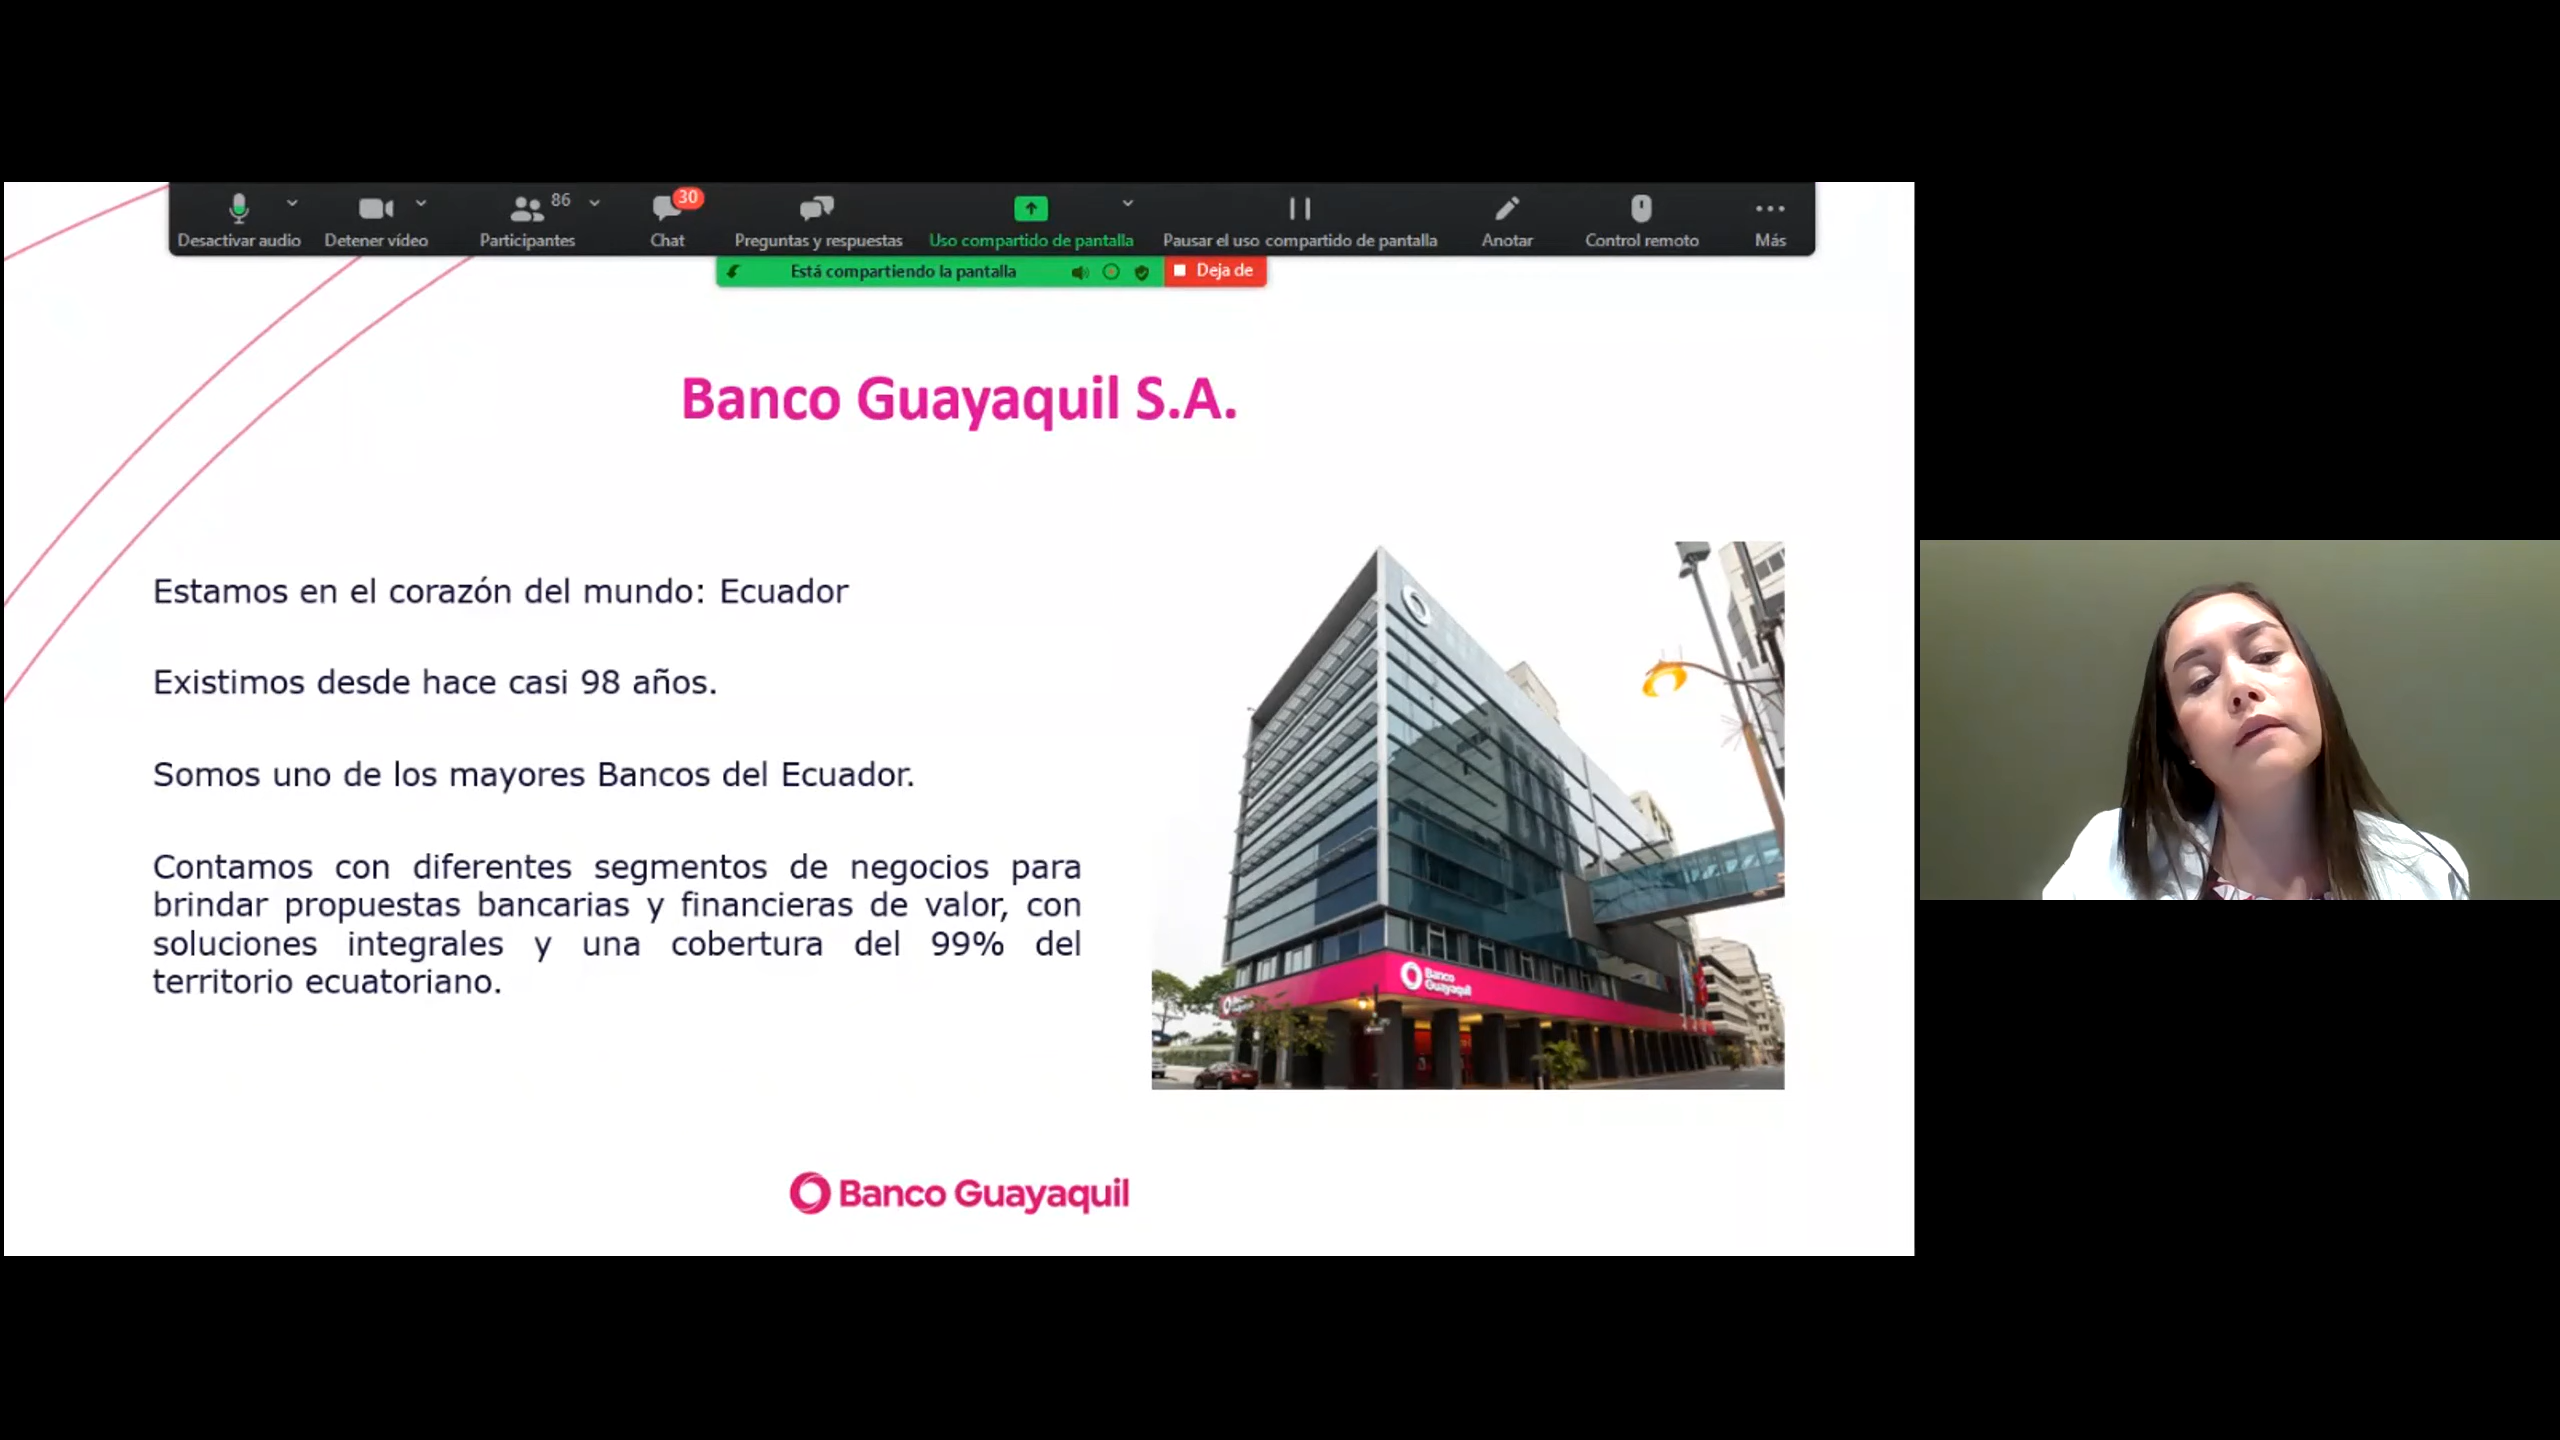 86
30
Desactivar audio
Detener vídeo
Participantes
Chat
Preguntas y respuestas
Uso compartido de pantalla
Pausar el uso compartido de pantalla
Anotar
Control remoto
Más
Está compartiendo la pantalla
Deja de
Banco Guayaquil S.A.
Estamos en el corazón del mundo: Ecuador
Existimos desde hace casi 98 años.
Somos uno de los mayores Bancos del Ecuador.
Contamos con diferentes segmentos de negocios para
brindar propuestas bancarias y financieras de valor, con
soluciones integrales y una cobertura del 99% del
territorio ecuatoriano.
Banco
Guayaquil
Banco Guayaquil